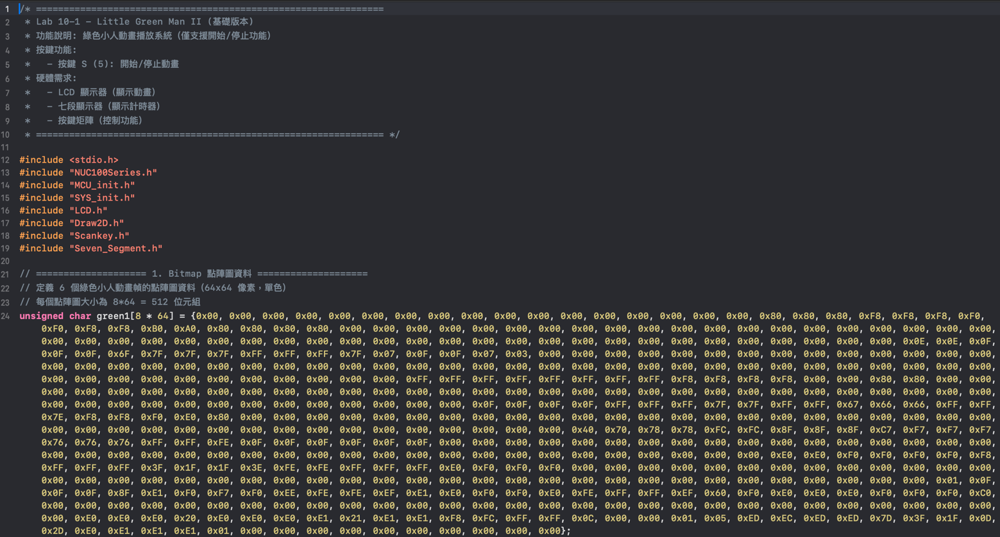 1 /* ===============================================================
2 * Lab 10-1 - Little Green Man II (基礎版本)
3 * 功能說明: 綠色小人動畫播放系統 (僅支援開始/停止功能)
4 * 按鍵功能:
5 *   - 按鍵 S (5): 開始/停止動畫
6 * 硬體需求:
7 *   - LCD 顯示器 (顯示動畫)
8 *   - 七段顯示器 (顯示計時器)
9 *   - 按鍵矩陣 (控制功能)
10 * =============================================================== */
11
12 #include <stdio.h>
13 #include "NUC100Series.h"
14 #include "MCU_init.h"
15 #include "SYS_init.h"
16 #include "LCD.h"
17 #include "Draw2D.h"
18 #include "Scankey.h"
19 #include "Seven_Segment.h"
20
21 // ==================== 1. Bitmap 點陣圖資料 ====================
22 // 定義 6 個綠色小人動畫幀的點陣圖資料 (64x64 像素，單色)
23 // 每個點陣圖大小為 8*64 = 512 位元組
24 unsigned char green1[8 * 64] = {0x00, 0x00, 0x00, 0x00, 0x00, 0x00, 0x00, 0x00, 0x00, 0x00, 0x00, 0x00, 0x00, 0x00, 0x00, 0x00, 0x00, 0x80, 0x80, 0x80, 0xF8, 0xF8, 0xF8, 0xF0,
0xF0, 0xF8, 0xF8, 0xB0, 0xA0, 0x80, 0x80, 0x80, 0x80, 0x00, 0x00, 0x00, 0x00, 0x00, 0x00, 0x00, 0x00, 0x00, 0x00, 0x00, 0x00, 0x00, 0x00, 0x00, 0x00, 0x00, 0x00, 0x00, 0x00,
0x00, 0x00, 0x00, 0x00, 0x00, 0x00, 0x00, 0x00, 0x00, 0x00, 0x00, 0x00, 0x00, 0x00, 0x00, 0x00, 0x00, 0x00, 0x00, 0x00, 0x00, 0x00, 0x00, 0x00, 0x00, 0x00, 0x0E, 0x0E, 0x0F,
0x0F, 0x0F, 0x6F, 0x7F, 0x7F, 0x7F, 0xFF, 0xFF, 0xFF, 0x7F, 0x07, 0x0F, 0x0F, 0x07, 0x03, 0x00, 0x00, 0x00, 0x00, 0x00, 0x00, 0x00, 0x00, 0x00, 0x00, 0x00, 0x00, 0x00, 0x00,
0x00, 0x00, 0x00, 0x00, 0x00, 0x00, 0x00, 0x00, 0x00, 0x00, 0x00, 0x00, 0x00, 0x00, 0x00, 0x00, 0x00, 0x00, 0x00, 0x00, 0x00, 0x00, 0x00, 0x00, 0x00, 0x00, 0x00, 0x00, 0x00,
0x00, 0x00, 0x00, 0x00, 0x00, 0x00, 0x00, 0x00, 0x00, 0x00, 0x00, 0xFF, 0xFF, 0xFF, 0xFF, 0xFF, 0xFF, 0xFF, 0xFF, 0xF8, 0xF8, 0xF8, 0xF8, 0x00, 0x00, 0x80, 0x80, 0x00, 0x00,
0x00, 0x00, 0x00, 0x00, 0x00, 0x00, 0x00, 0x00, 0x00, 0x00, 0x00, 0x00, 0x00, 0x00, 0x00, 0x00, 0x00, 0x00, 0x00, 0x00, 0x00, 0x00, 0x00, 0x00, 0x00, 0x00, 0x00, 0x00, 0x00,
0x00, 0x00, 0x00, 0x00, 0x00, 0x00, 0x00, 0x00, 0x00, 0x00, 0x00, 0x00, 0x00, 0x0F, 0x0F, 0x0F, 0x0F, 0xFF, 0xFF, 0xFF, 0x7F, 0x7F, 0xFF, 0xFF, 0x67, 0x66, 0x66, 0xFF, 0xFF,
0x7E, 0xF8, 0xF8, 0xF0, 0xE0, 0x80, 0x00, 0x00, 0x00, 0x00, 0x00, 0x00, 0x00, 0x00, 0x00, 0x00, 0x00, 0x00, 0x00, 0x00, 0x00, 0x00, 0x00, 0x00, 0x00, 0x00, 0x00, 0x00, 0x00,
0x00, 0x00, 0x00, 0x00, 0x00, 0x00, 0x00, 0x00, 0x00, 0x00, 0x00, 0x00, 0x00, 0x00, 0x00, 0x00, 0x40, 0x70, 0x78, 0x78, 0xFC, 0xFC, 0x8F, 0x8F, 0x8F, 0xC7, 0xF7, 0xF7, 0xF7,
0x76, 0x76, 0x76, 0xFF, 0xFF, 0xFE, 0x0F, 0x0F, 0x0F, 0x0F, 0x0F, 0x0F, 0x00, 0x00, 0x00, 0x00, 0x00, 0x00, 0x00, 0x00, 0x00, 0x00, 0x00, 0x00, 0x00, 0x00, 0x00, 0x00, 0x00,
0x00, 0x00, 0x00, 0x00, 0x00, 0x00, 0x00, 0x00, 0x00, 0x00, 0x00, 0x00, 0x00, 0x00, 0x00, 0x00, 0x00, 0x00, 0x00, 0x00, 0x00, 0x00, 0xE0, 0xE0, 0xF0, 0xF0, 0xF0, 0xF0, 0xF8,
0xFF, 0xFF, 0xFF, 0x3F, 0x1F, 0x1F, 0x3E, 0xFE, 0xFE, 0xFF, 0xFF, 0xFF, 0xE0, 0xF0, 0xF0, 0xF0, 0x00, 0x00, 0x00, 0x00, 0x00, 0x00, 0x00, 0x00, 0x00, 0x00, 0x00, 0x00, 0x00,
0x00, 0x00, 0x00, 0x00, 0x00, 0x00, 0x00, 0x00, 0x00, 0x00, 0x00, 0x00, 0x00, 0x00, 0x00, 0x00, 0x00, 0x00, 0x00, 0x00, 0x00, 0x00, 0x00, 0x00, 0x00, 0x00, 0x00, 0x01, 0x0F,
0x0F, 0x0F, 0x8F, 0xE1, 0xF0, 0xF7, 0xF0, 0xEE, 0xFE, 0xFE, 0xEF, 0xE1, 0xE0, 0xF0, 0xF0, 0xE0, 0xFE, 0xFF, 0xFF, 0xEF, 0x60, 0xF0, 0xE0, 0xE0, 0xE0, 0xF0, 0xF0, 0xF0, 0xC0,
0x00, 0x00, 0x00, 0x00, 0x00, 0x00, 0x00, 0x00, 0x00, 0x00, 0x00, 0x00, 0x00, 0x00, 0x00, 0x00, 0x00, 0x00, 0x00, 0x00, 0x00, 0x00, 0x00, 0x00, 0x00, 0x00, 0x00, 0x00, 0x00,
0x00, 0xE0, 0xE0, 0xE0, 0x20, 0xE0, 0xE0, 0xE0, 0xE1, 0x21, 0xE1, 0xE1, 0xF8, 0xFC, 0xFF, 0xFF, 0x0C, 0x00, 0x00, 0x01, 0x05, 0xED, 0xEC, 0xED, 0xED, 0x7D, 0x3F, 0x1F, 0x0D,
0x2D, 0xE0, 0xE1, 0xE1, 0xE1, 0x01, 0x00, 0x00, 0x00, 0x00, 0x00, 0x00, 0x00, 0x00, 0x00, 0x00};